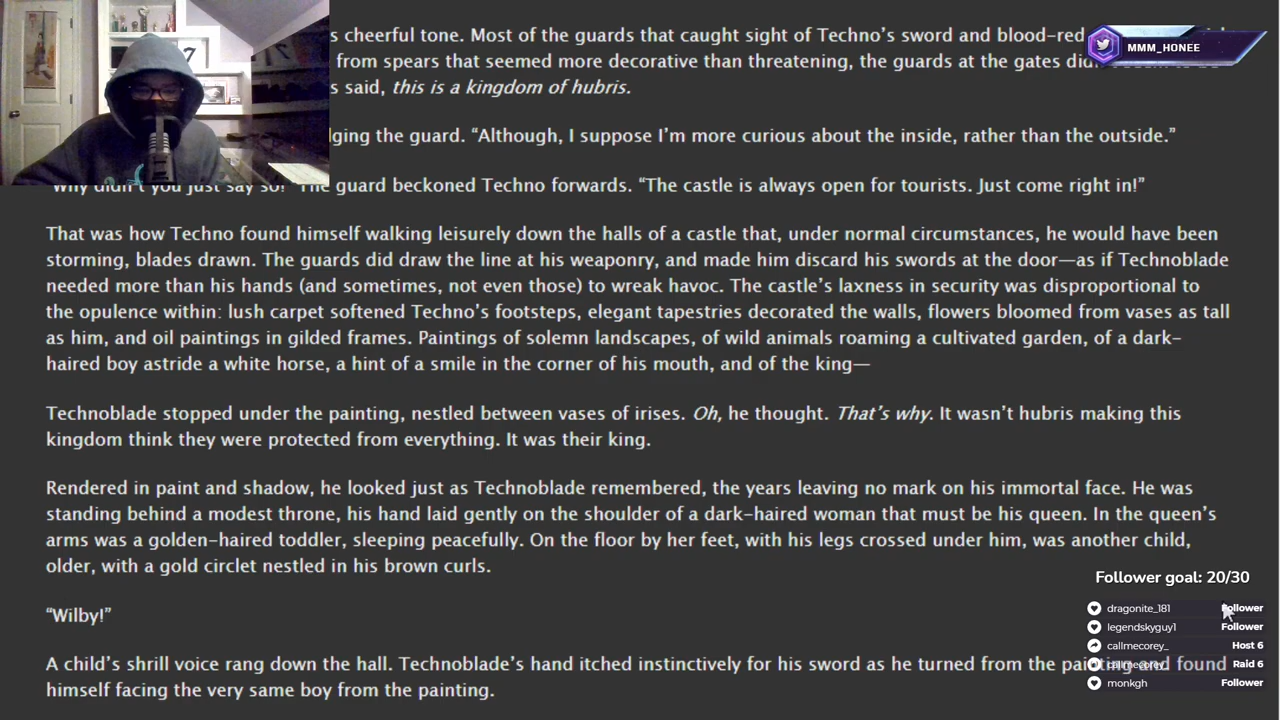 s cheerful tone. Most of the guards that caught sight of Techno’s sword and blood-red
MMM_HONEE
from spears that seemed more decorative than threatening, the guards at the gates
s said, this is a kingdom of hubris.
ging the guard. “Although, I suppose I’m more curious about the inside, rather than the outside.”
“Why didn’t you just say so!” The guard beckoned Techno forwards. “The castle is always open for tourists. Just come right in!”
That was how Techno found himself walking leisurely down the halls of a castle that, under normal circumstances, he would have been
storming, blades drawn. The guards did draw the line at his weaponry, and made him discard his swords at the door—as if Technoblade
needed more than his hands (and sometimes, not even those) to wreak havoc. The castle’s laxness in security was disproportional to
the opulence within: lush carpet softened Techno’s footsteps, elegant tapestries decorated the walls, flowers bloomed from vases as tall
as him, and oil paintings in gilded frames. Paintings of solemn landscapes, of wild animals roaming a cultivated garden, of a dark-
haired boy astride a white horse, a hint of a smile in the corner of his mouth, and of the king—
Technoblade stopped under the painting, nestled between vases of irises. Oh, he thought. That’s why. It wasn’t hubris making this
kingdom think they were protected from everything. It was their king.
Rendered in paint and shadow, he looked just as Technoblade remembered, the years leaving no mark on his immortal face. He was
standing behind a modest throne, his hand laid gently on the shoulder of a dark-haired woman that must be his queen. In the queen’s
arms was a golden-haired toddler, sleeping peacefully. On the floor by her feet, with his legs crossed under him, was another child,
older, with a gold circlet nestled in his brown curls.
Follower goal: 20/30
dragonite_181 Follower
“Wilby!”
legendskyguy1 Follower
callmecorey_ Host 6
A child’s shrill voice rang down the hall. Technoblade’s hand itched instinctively for his sword as he turned from the painting and found
callmecorey_ Raid 6
monkgh Follower
himself facing the very same boy from the painting.